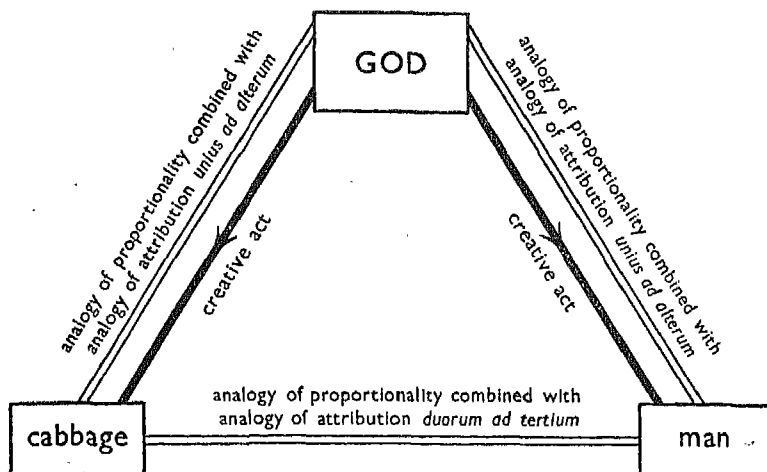 GOD
analogy of proportionality combined with
analogy of attribution unius ad alterum
creative act
analogy of proportionality combined with
analogy of attribution unius ad alterum
creative act
analogy of proportionality combined with
analogy of attribution duorum ad tertium
cabbage
man